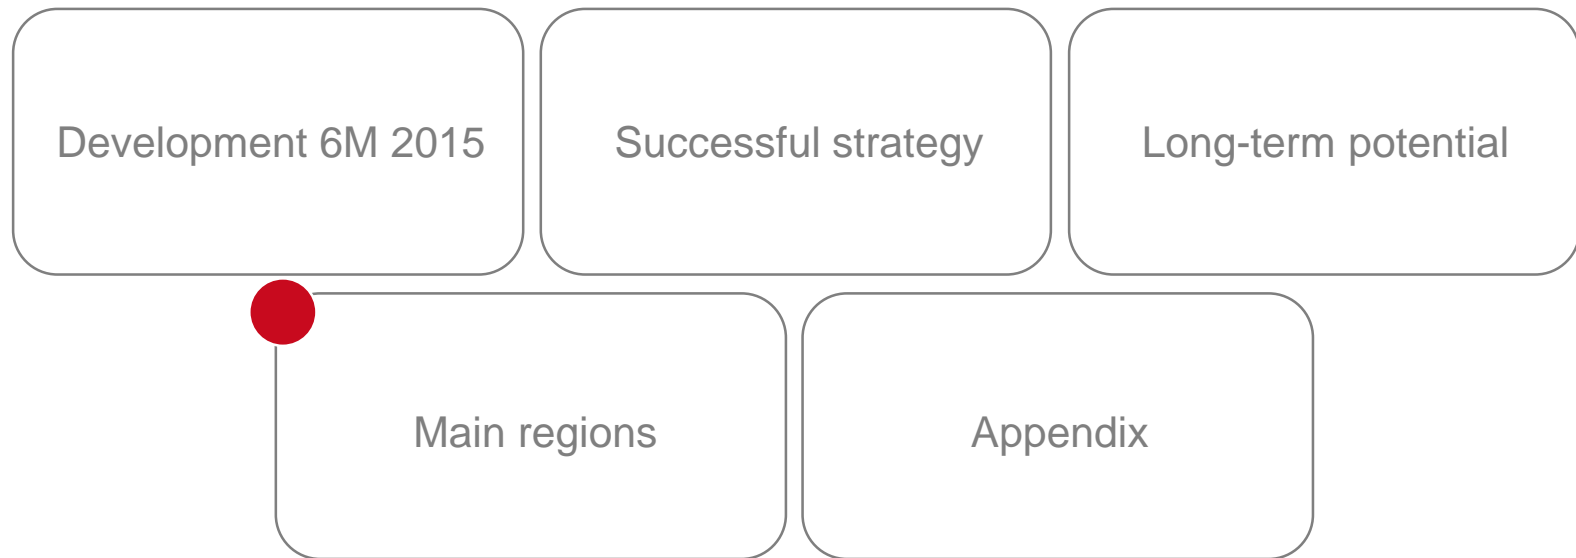 Development 6M 2015
Successful strategy
Long-term potential
Main regions
Appendix